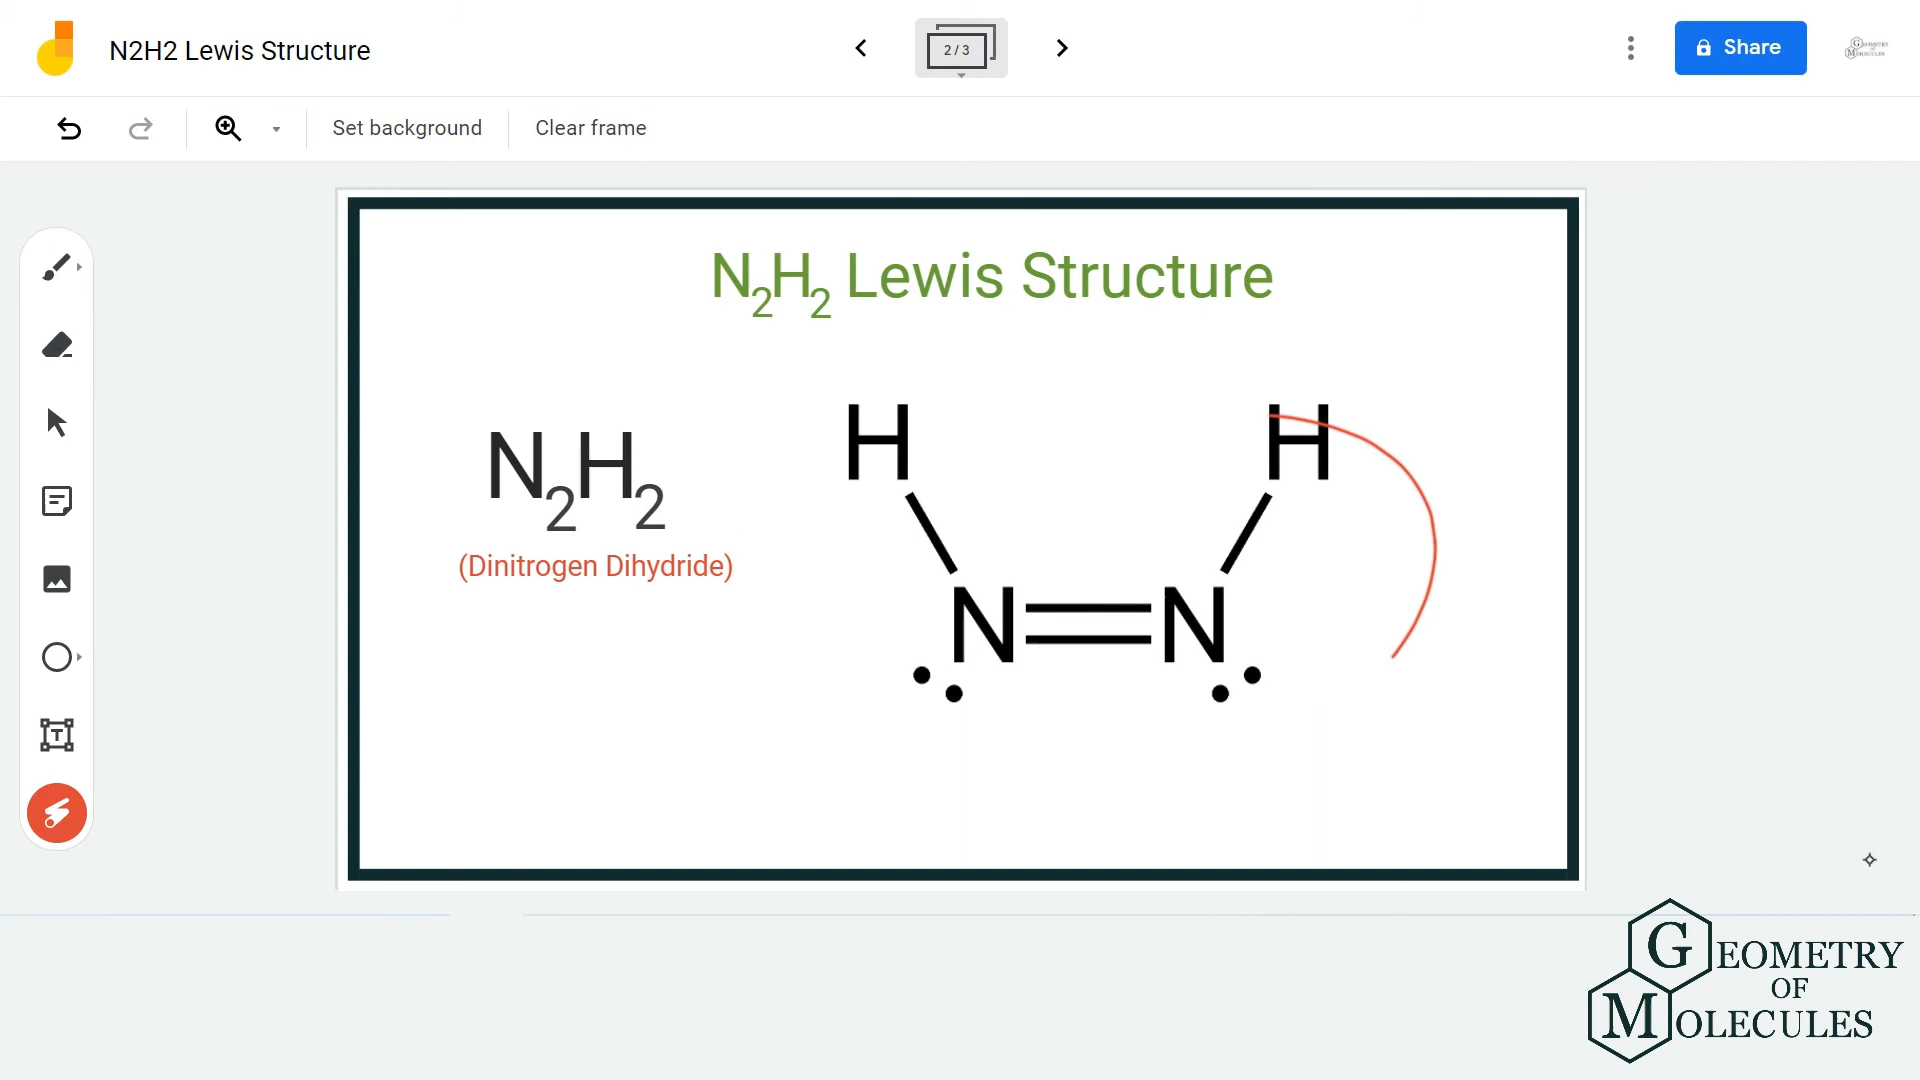 N2H2 Lewis Structure
2 / 3
Share
Set background
Clear frame
N₂H₂ Lewis Structure
N₂H₂
(Dinitrogen Dihydride)
H H
N N
T
GEOMETRY
OF
MOLECULES